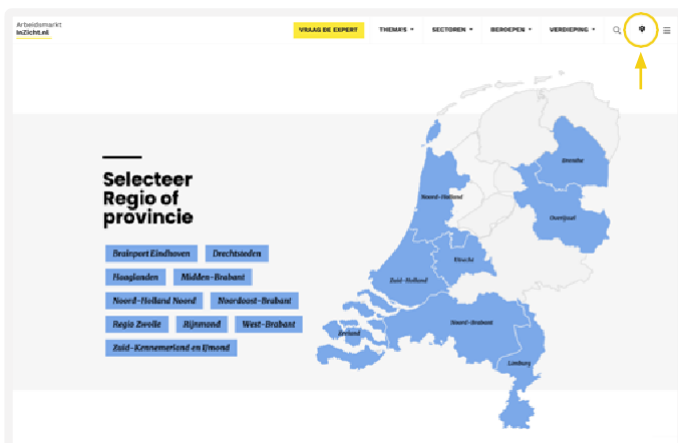 Arbeidsmarkt
InZicht.nl
VRAAG DE EXPERT THEMA'S SECTOREN BEROEPEN VERDIEPING
Selecteer
Regio of
provincie
Brainport Eindhoven Drechtsteden
Haaglanden Midden-Brabant
Noord-Holland Noord Noordoost-Brabant
Regio Zwolle Rijnmond West-Brabant
Zuid-Kennemerland en IJmond
Drenthe
Noord-Holland
Overijssel
Utrecht
Zuid-Holland
Noord-Brabant
Zeeland
Limburg